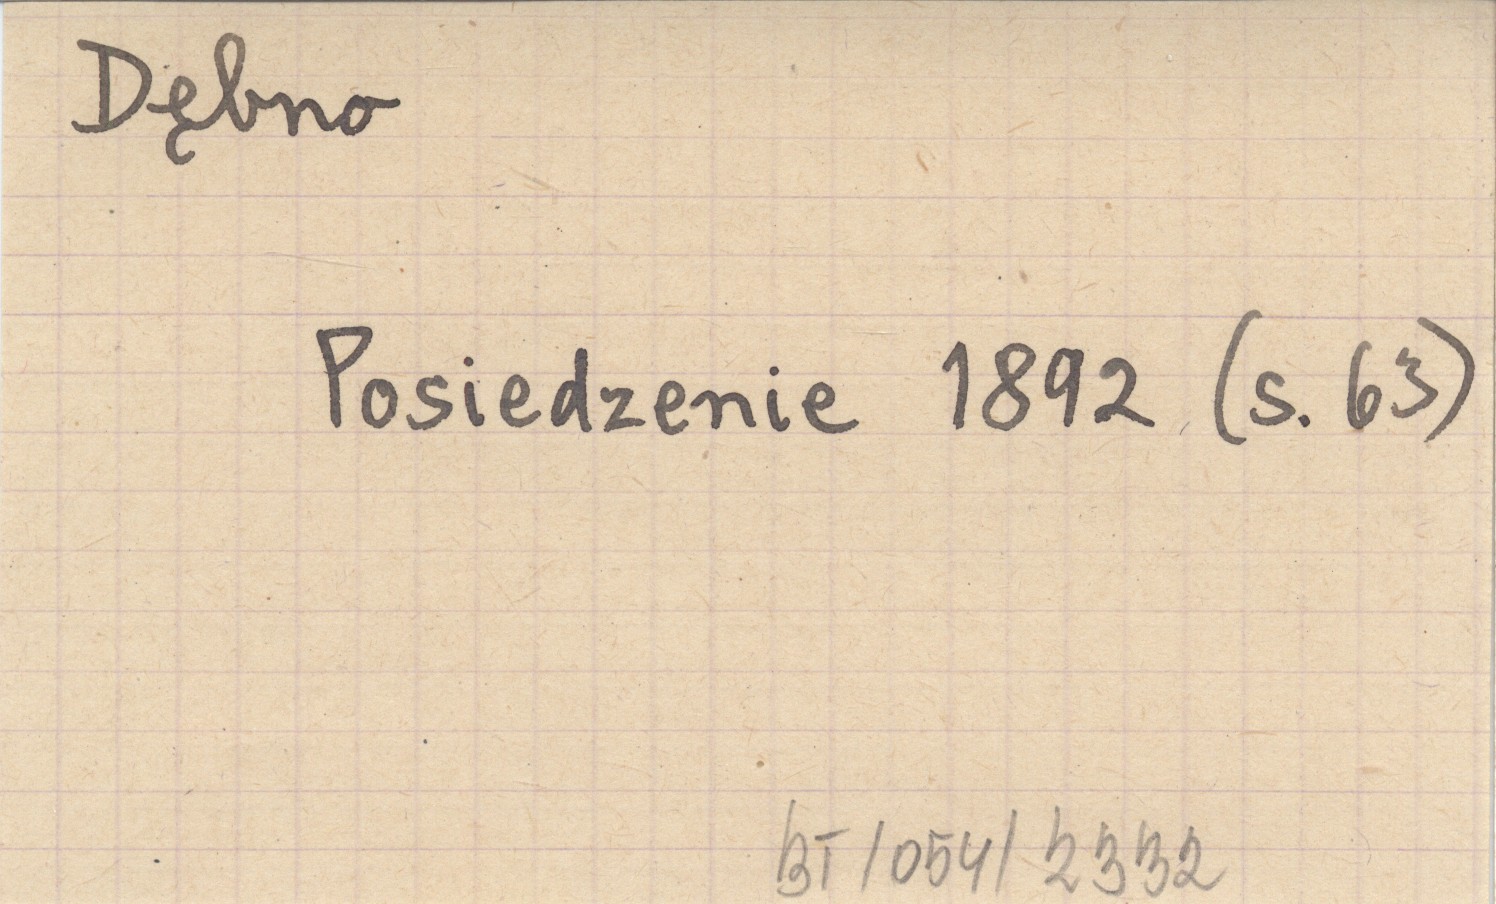 Dębno
Posiedzenie 1892 (s. 63)
BT/054/2332